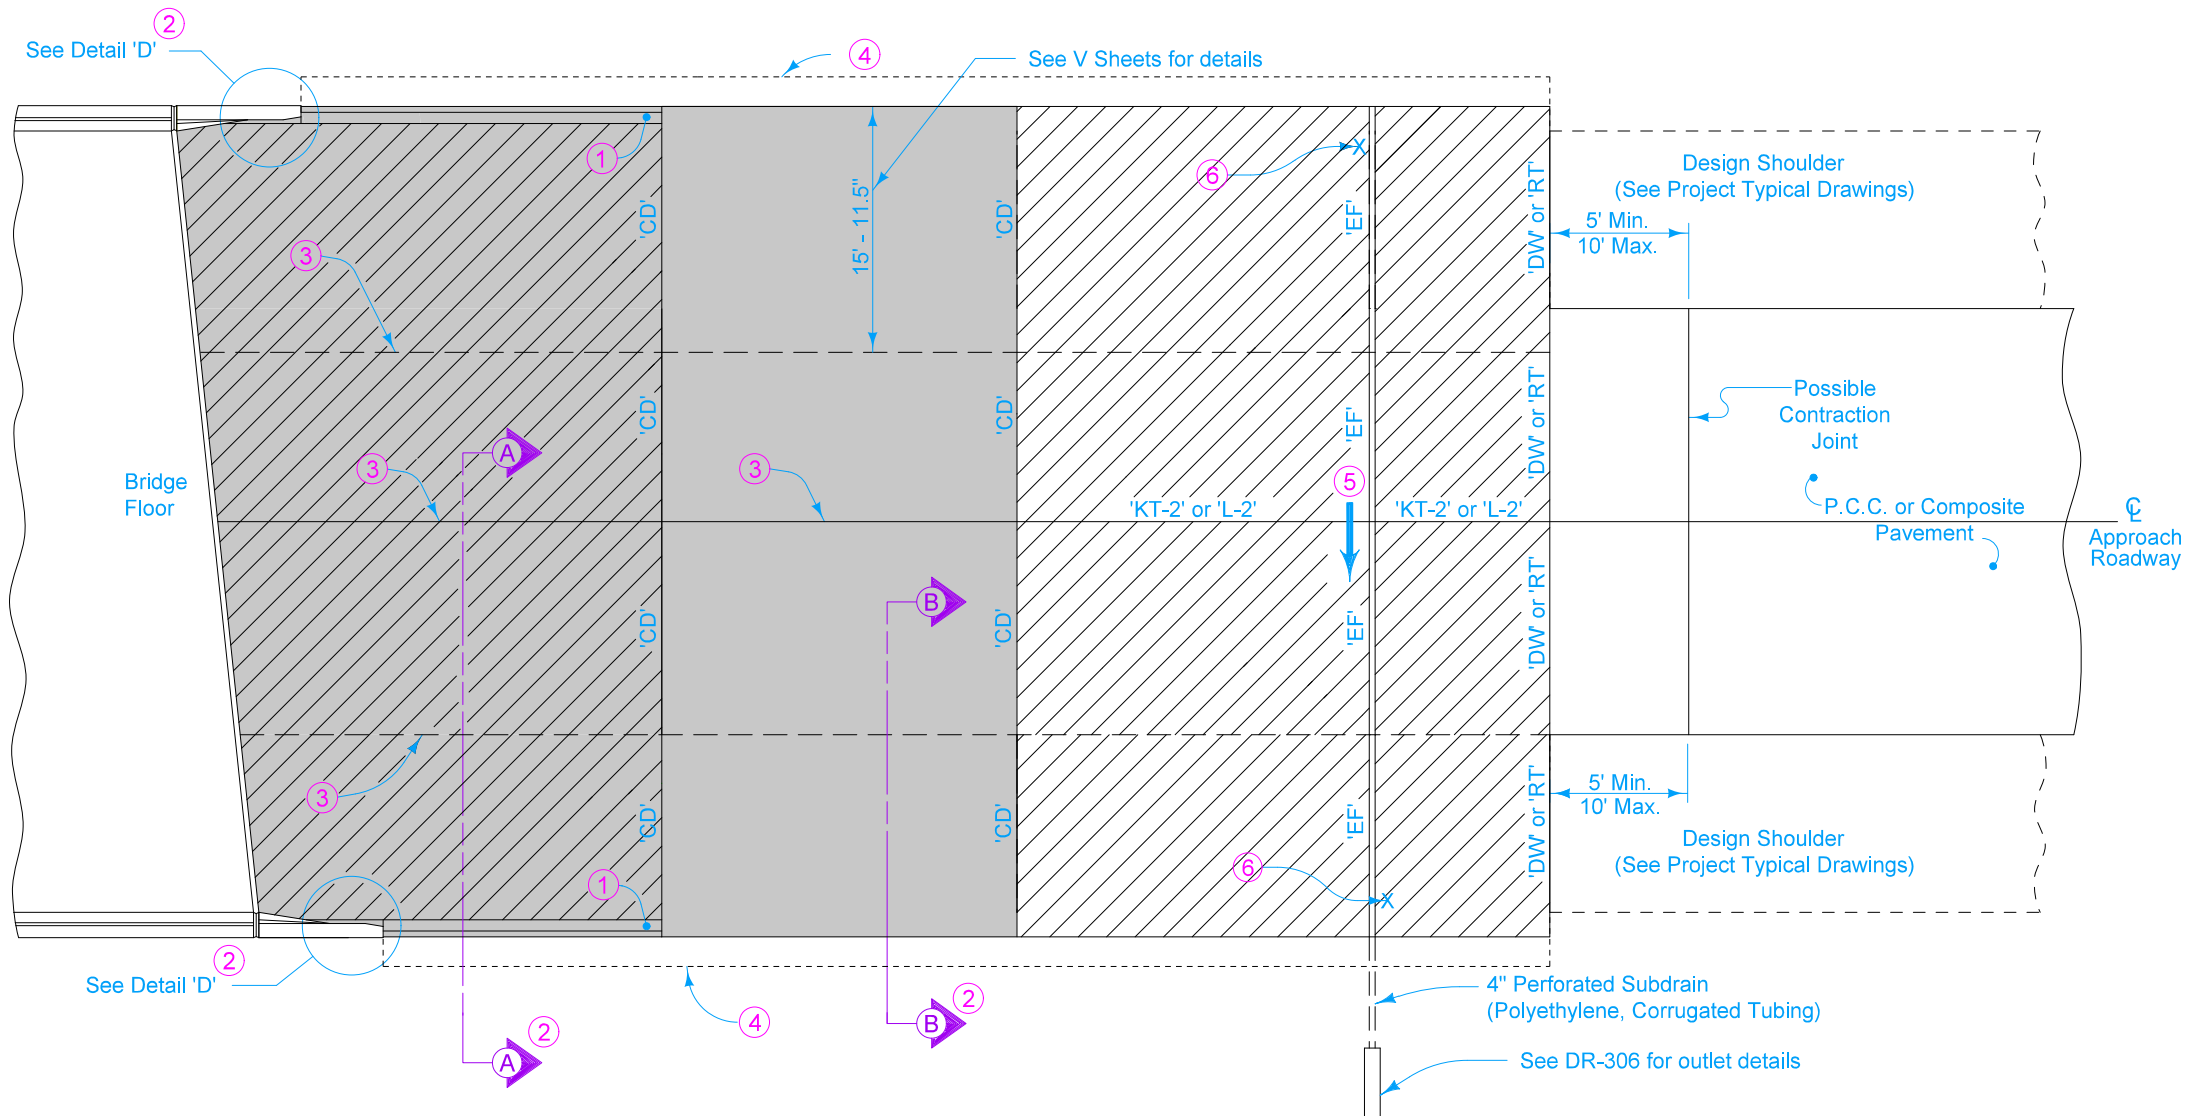 2
See Detail 'D'
4
See V Sheets for details
1
6
Design Shoulder
(See Project Typical Drawings)
'CD'
15' - 11.5"
'CD'
'EF'
'DW' or 'RT'
5' Min.
10' Max.
3
'CD'
'CD'
'EF'
'DW' or 'RT'
Possible
Contraction
Joint
A
3
3
5
Bridge
Floor
'KT-2' or 'L-2'
'KT-2' or 'L-2'
P.C.C. or Composite
Pavement
CL
Approach
Roadway
B
'CD'
'CD'
'EF'
'DW' or 'RT'
3
'CD'
'CD'
'EF'
'DW' or 'RT'
5' Min.
10' Max.
Design Shoulder
(See Project Typical Drawings)
1
6
2
See Detail 'D'
4
2
B
2
A
4" Perforated Subdrain
(Polyethylene, Corrugated Tubing)
X
X
See DR-306 for outlet details